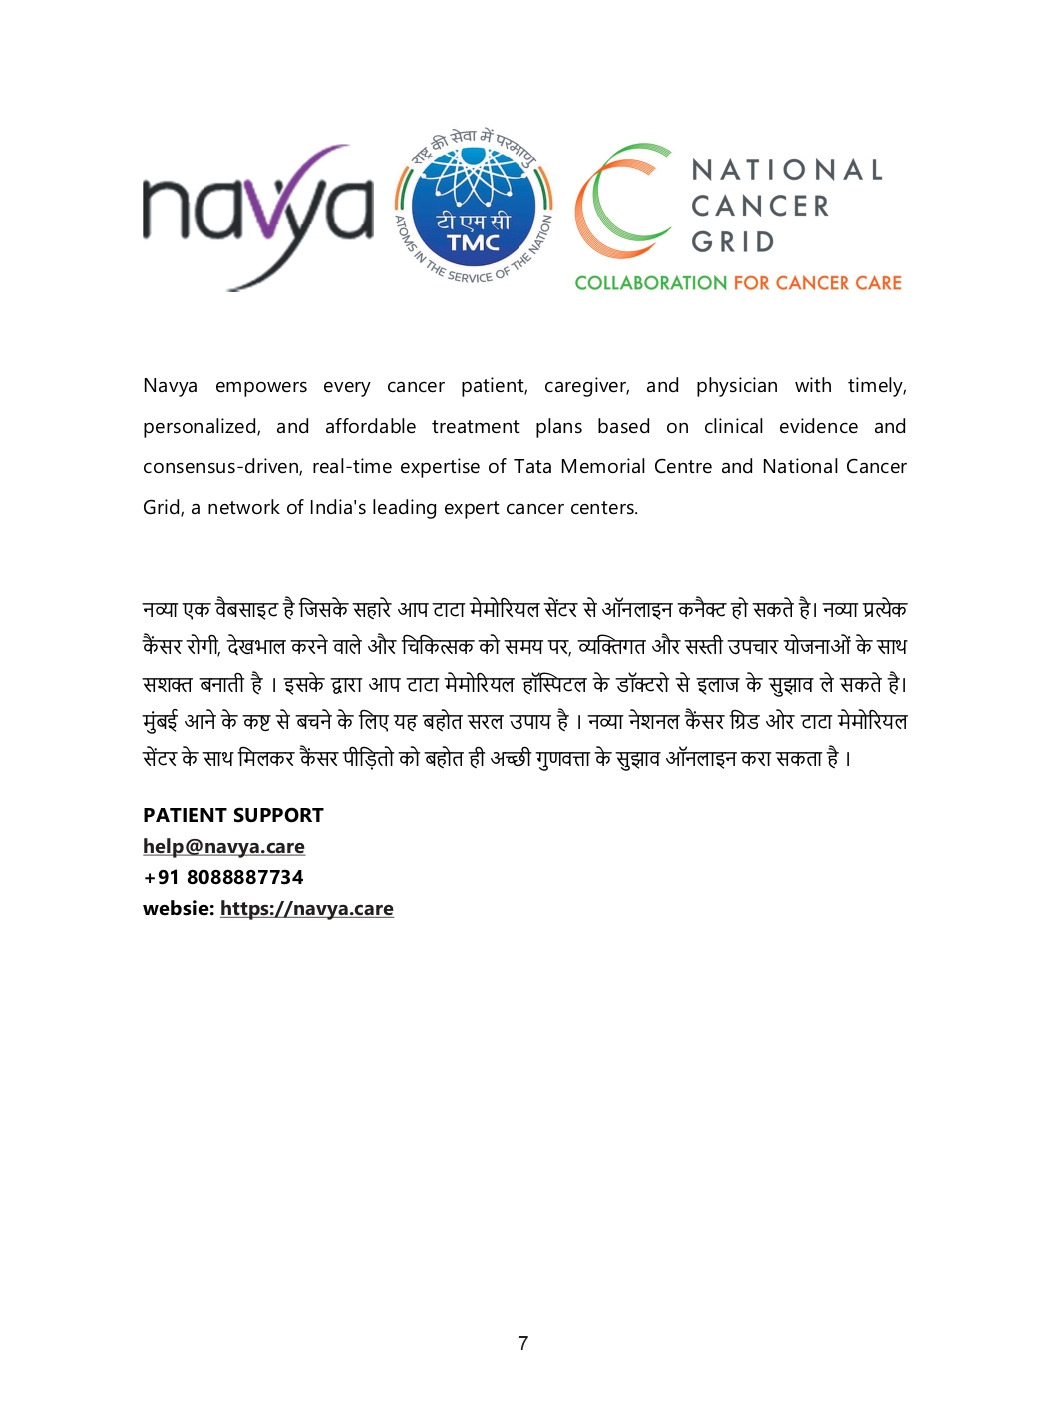 navya
राष्ट्र की सेवा में परमाणु
टी एम सी
TMC
ATOMS IN THE SERVICE OF THE NATION
NATIONAL
CANCER
GRID
COLLABORATION FOR CANCER CARE
Navya empowers every cancer patient, caregiver, and physician with timely,
personalized, and affordable treatment plans based on clinical evidence and
consensus-driven, real-time expertise of Tata Memorial Centre and National Cancer
Grid, a network of India's leading expert cancer centers.
नव्या एक वैबसाइट है जिसके सहारे आप टाटा मेमोरियल सेंटर से ऑनलाइन कनैक्ट हो सकते है। नव्या प्रत्येक
कैंसर रोगी, देखभाल करने वाले और चिकित्सक को समय पर, व्यक्तिगत और सस्ती उपचार योजनाओं के साथ
सशक्त बनाती है । इसके द्वारा आप टाटा मेमोरियल हॉस्पिटल के डॉक्टरो से इलाज के सुझाव ले सकते है।
मुंबई आने के कष्ट से बचने के लिए यह बहोत सरल उपाय है । नव्या नेशनल कैंसर ग्रिड ओर टाटा मेमोरियल
सेंटर के साथ मिलकर कैंसर पीड़ितो को बहोत ही अच्छी गुणवत्ता के सुझाव ऑनलाइन करा सकता है ।
PATIENT SUPPORT
help@navya.care
+91 8088887734
websie: https://navya.care
7